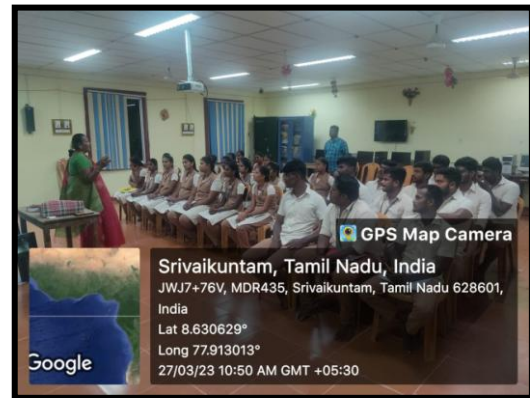 GPS Map Camera
Srivaikuntam, Tamil Nadu, India
JWJ7+76V, MDR435, Srivaikuntam, Tamil Nadu 628601,
India
Lat 8.630629°
Long 77.913013°
27/03/23 10:50 AM GMT +05:30
Google